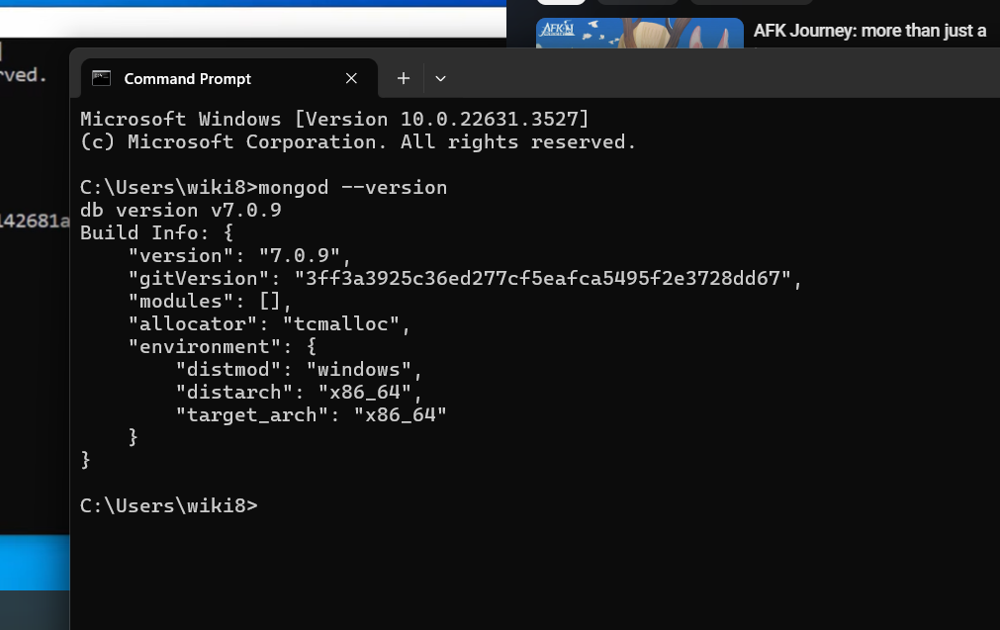 AFK Journey: more than just a
rved.
Command Prompt
Microsoft Windows [Version 10.0.22631.3527]
(c) Microsoft Corporation. All rights reserved.
C:\Users\wiki8>mongod --version
db version v7.0.9
Build Info: {
    "version": "7.0.9",
    "gitVersion": "3ff3a3925c36ed277cf5eafca5495f2e3728dd67",
    "modules": [],
    "allocator": "tcmalloc",
    "environment": {
        "distmod": "windows",
        "distarch": "x86_64",
        "target_arch": "x86_64"
    }
}
C:\Users\wiki8>
142681a